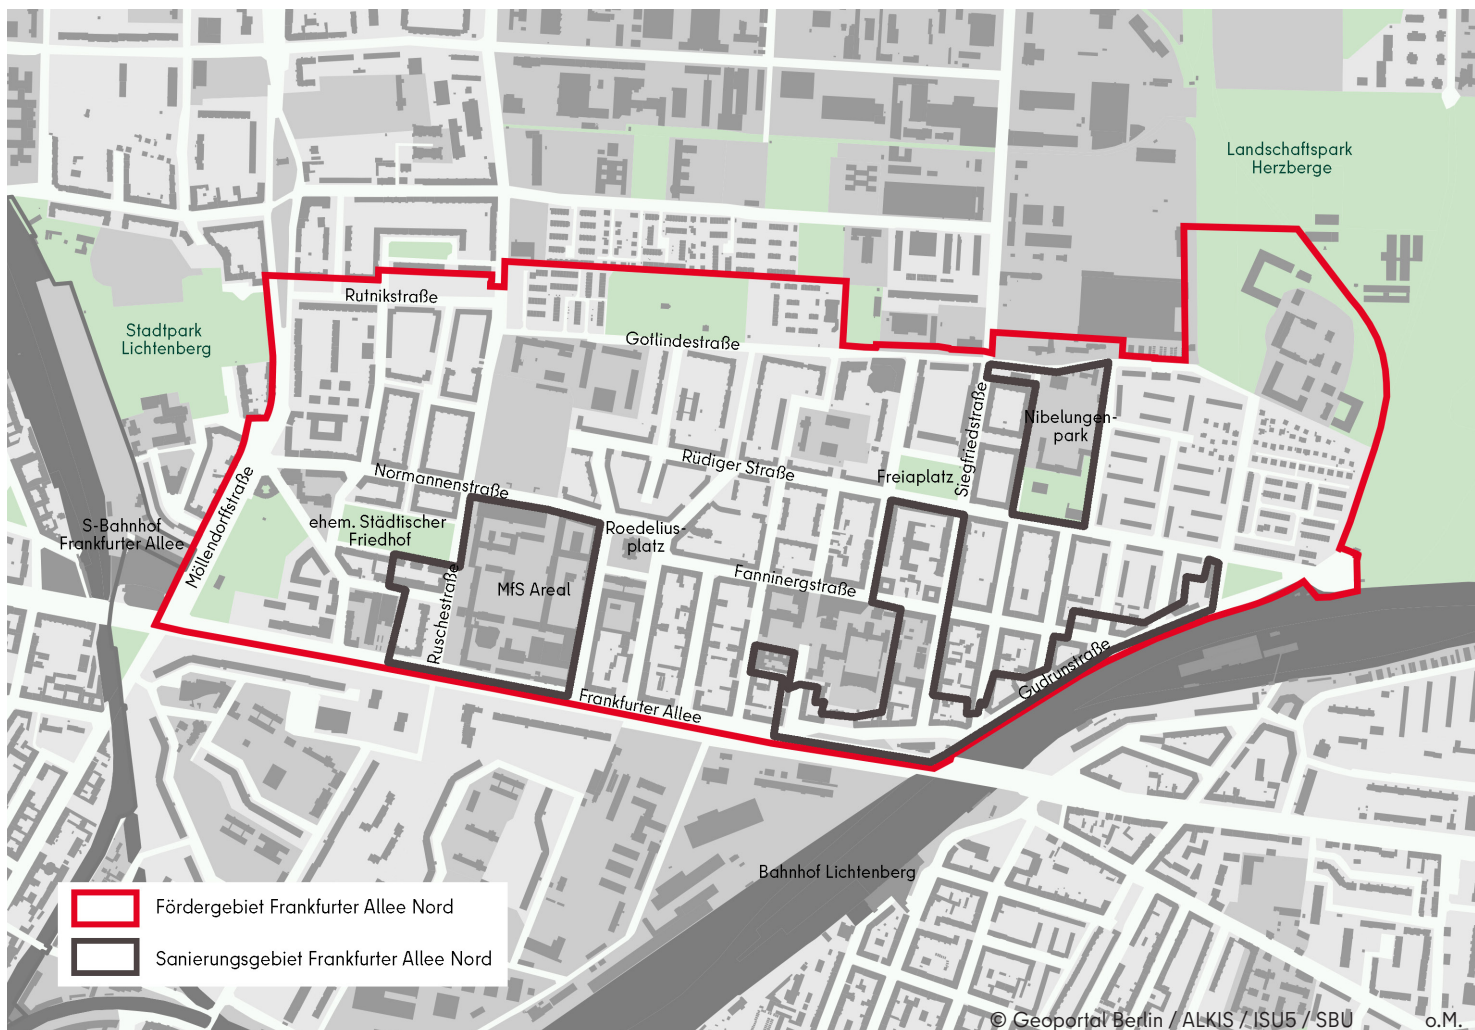 Landschaftspark
Herzberge
Rutnikstraße
Stadtpark
Lichtenberg
Gotlindestraße
Siegfriedstraße
Nibelungen-
park
Rüdiger Straße
Freiaplatz
Normannenstraße
Möllendorffstraße
S-Bahnhof
Frankfurter Allee
ehem. Städtischer
Friedhof
Roedelius-
platz
MfS Areal
Fanninergstraße
Ruschestraße
Gudrunstraße
Frankfurter Allee
Bahnhof Lichtenberg
Fördergebiet Frankfurter Allee Nord
Sanierungsgebiet Frankfurter Allee Nord
© Geoportal Berlin / ALKIS / ISU5 / SBU
o.M.